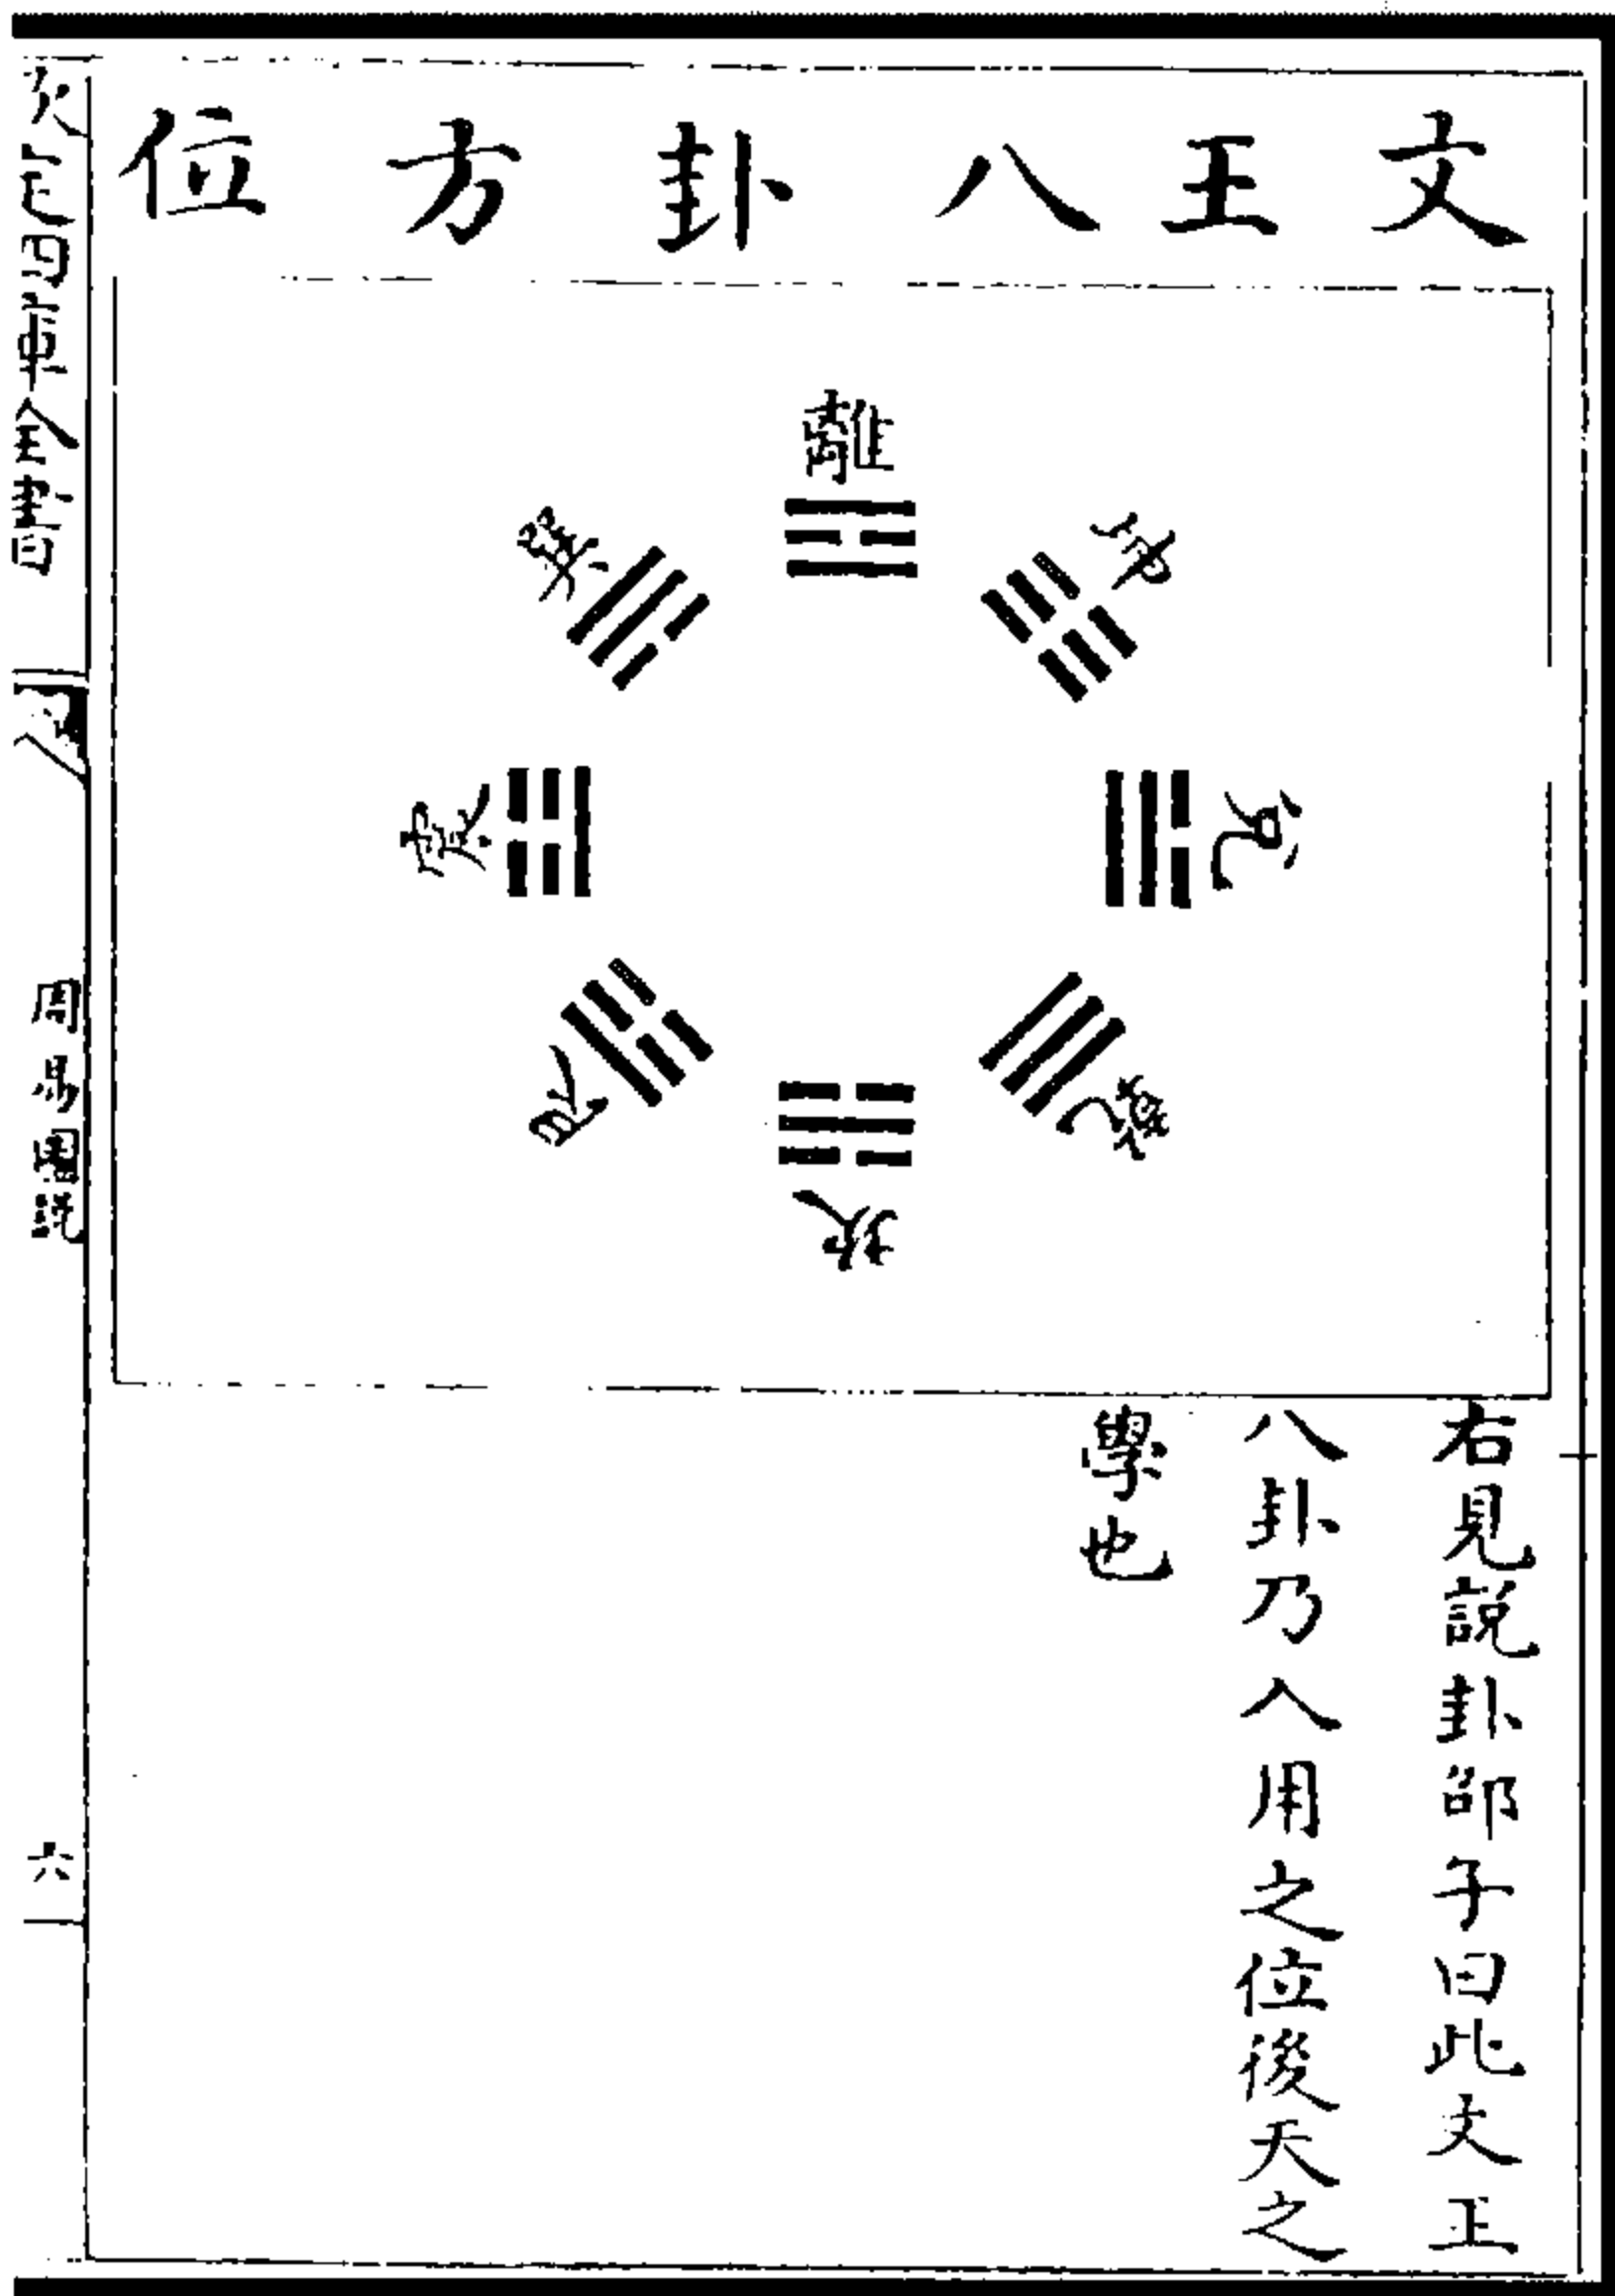 文王八卦方位
離
坤
兌
乾
坎
艮
震
巽
右見說卦邵子曰此文王
八卦乃入用之位後天之
學也
欽定四庫全書
周易圖說
六